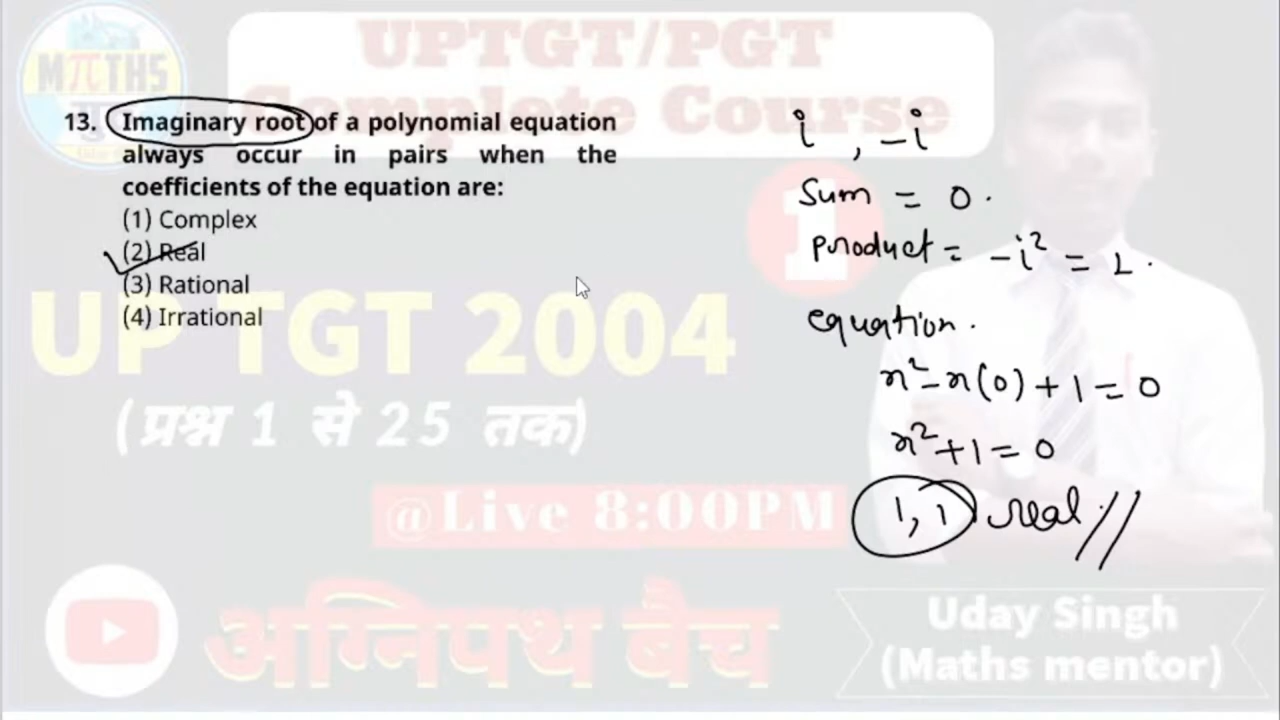 MπTHS
UPTGT/PGT
Complete Course
13. Imaginary root of a polynomial equation
always occur in pairs when the
coefficients of the equation are:
(1) Complex
(2) Real
(3) Rational
(4) Irrational
1
UP TGT 2004
(प्रश्न 1 से 25 तक)
@Live 8:00PM
अग्निपथ बैच
Uday Singh
(Maths mentor)
i , -i
Sum = 0.
Product = -i² = 1.
equation.
x² - x(0) + 1 = 0
x² + 1 = 0
1, 1 real //